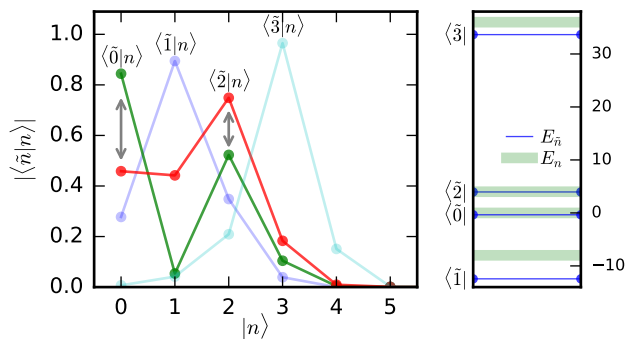 1.0
0.8
0.6
0.4
0.2
0.0
|⟨ñ|n⟩|
⟨0̃|n⟩
⟨1̃|n⟩
⟨2̃|n⟩
⟨3̃|n⟩
0 1 2 3 4 5
|n⟩
⟨3̃|
⟨2̃|
⟨0̃|
⟨1̃|
E_ñ
E_n
30
20
10
0
−10